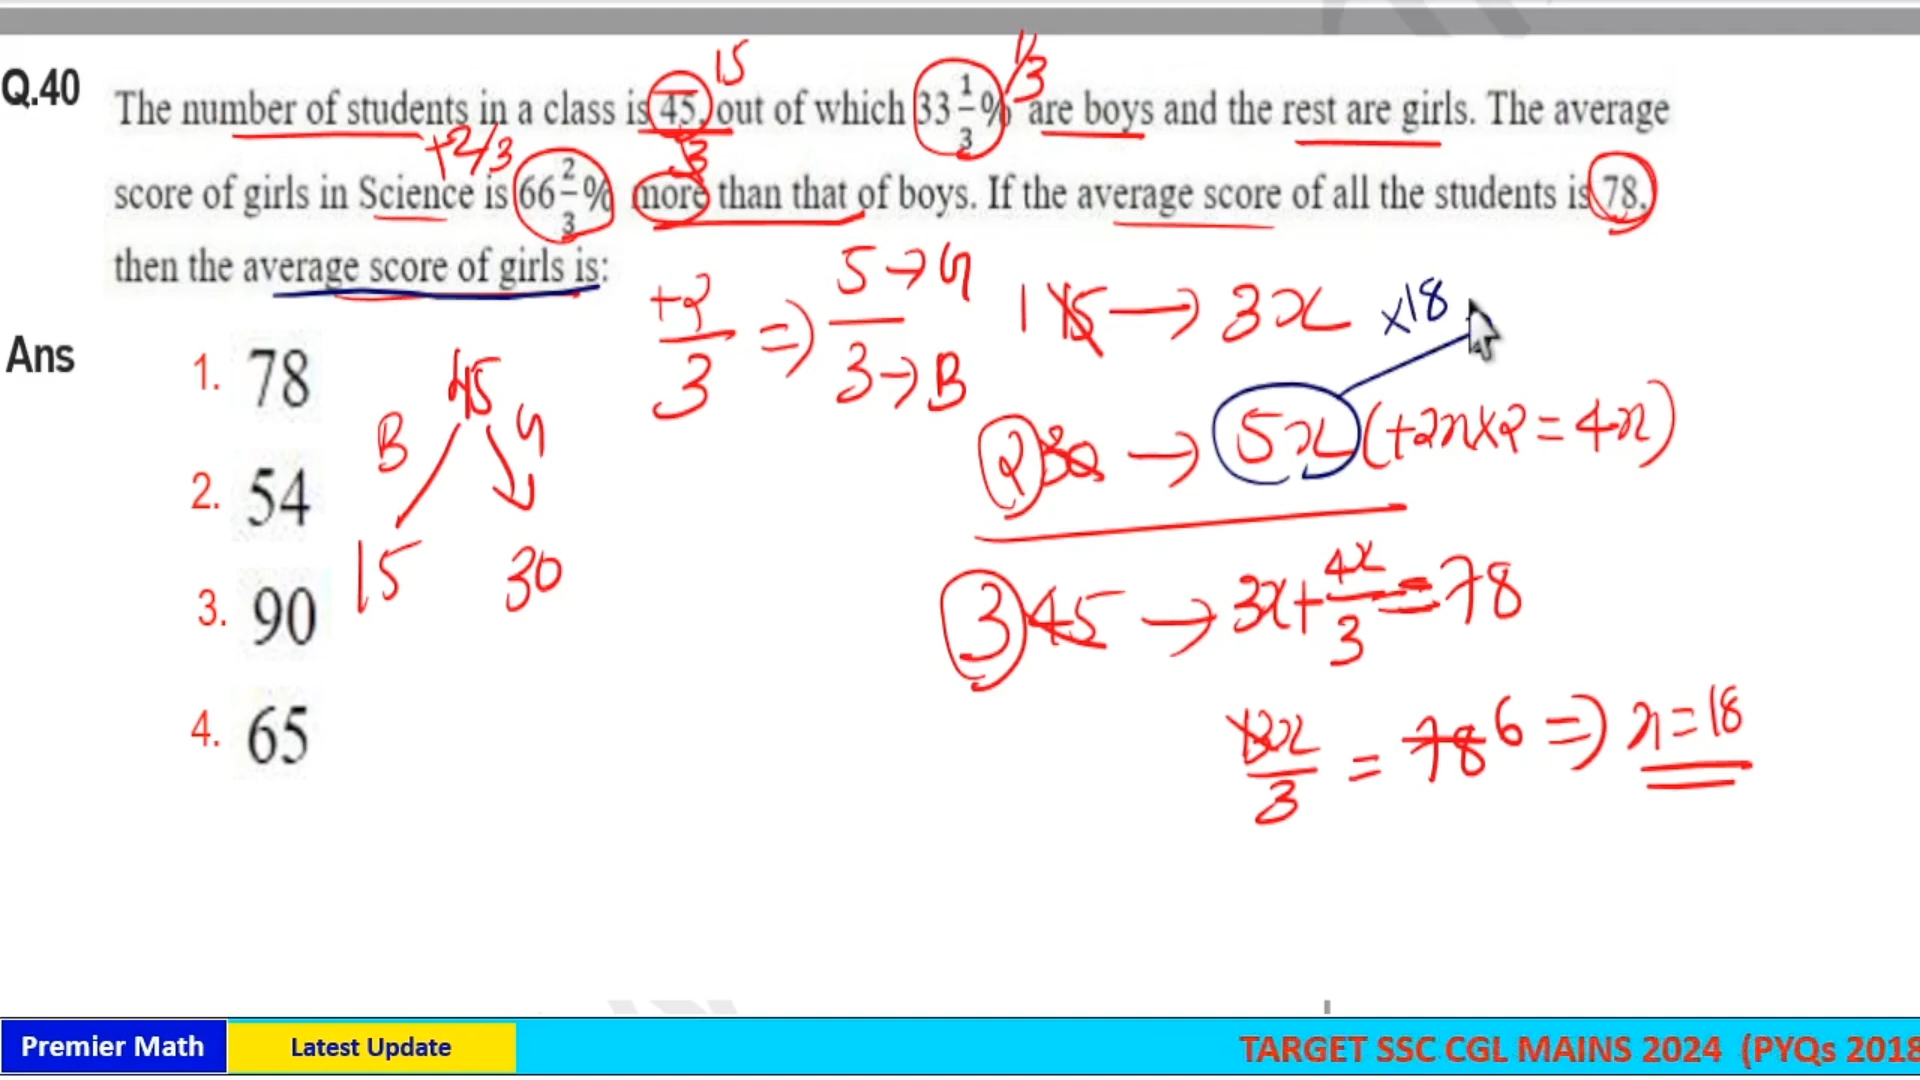 Q.40 The number of students in a class is 45, out of which 33 1/3 % are boys and the rest are girls. The average
score of girls in Science is 66 2/3 % more than that of boys. If the average score of all the students is 78,
then the average score of girls is:
15
1/3
+2/3
3
+2/3 => 5→G / 3→B
1 15 → 3x ×18
2 30 → 5x (+2x×2=4x)
3 45 → 3x+4x/3=78
13x/3 = 78 6 => x=18
Ans
1. 78
2. 54
3. 90
4. 65
45
B G
15 30
Premier Math
Latest Update
TARGET SSC CGL MAINS 2024 (PYQs 2018